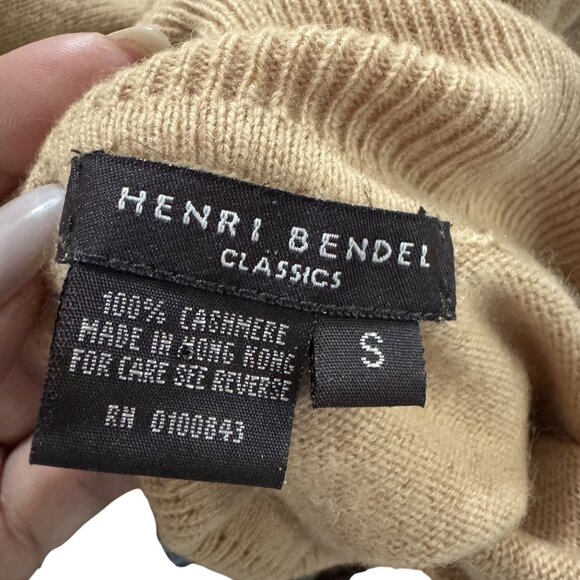 HENRI BENDEL
CLASSICS
100% CASHMERE
MADE IN HONG KONG
FOR CARE SEE REVERSE
RN 0100843
S